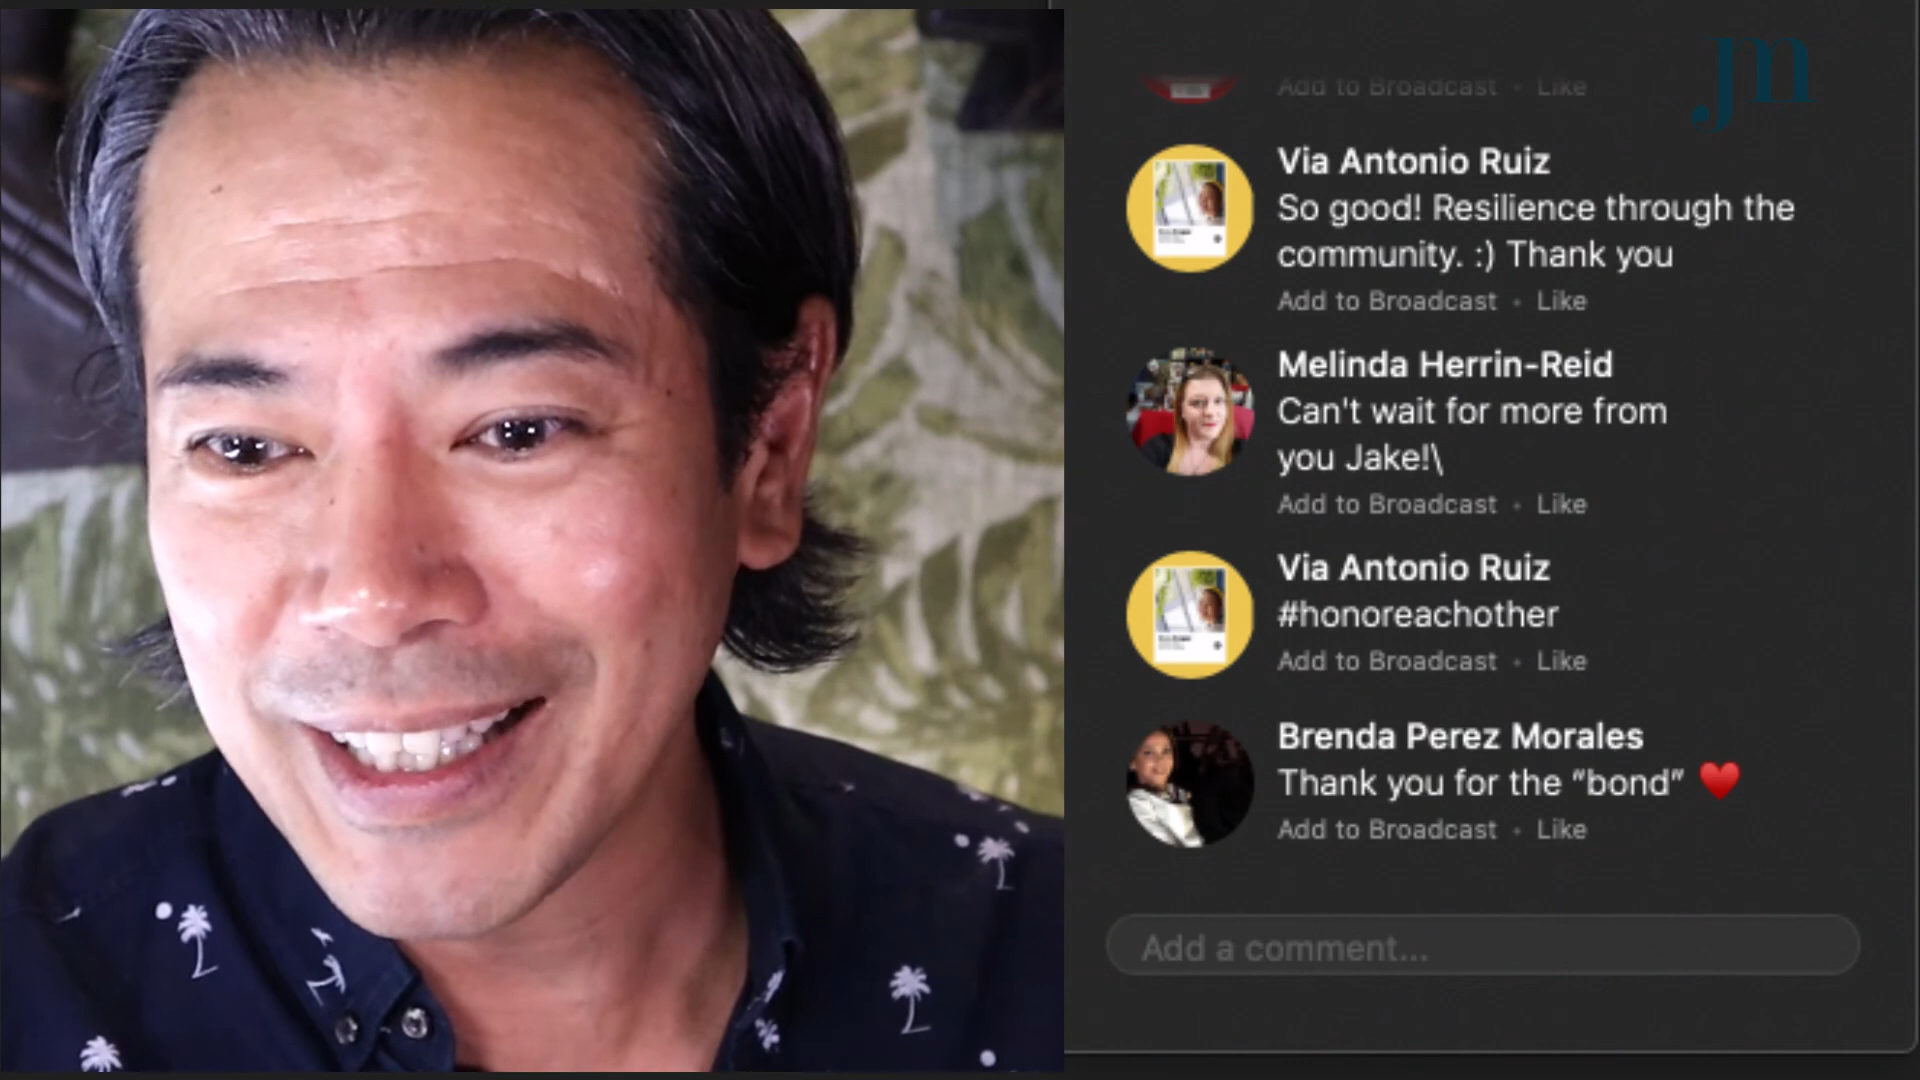 Add to Broadcast • Like
jm
Via Antonio Ruiz
So good! Resilience through the
community. :) Thank you
Add to Broadcast • Like
Melinda Herrin-Reid
Can't wait for more from
you Jake!\
Add to Broadcast • Like
Via Antonio Ruiz
#honoreachother
Add to Broadcast • Like
Brenda Perez Morales
Thank you for the “bond” ♥️
Add to Broadcast • Like
Add a comment...